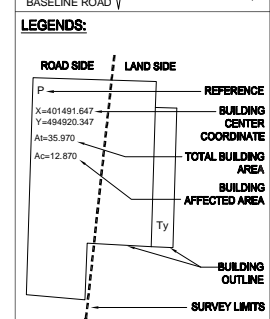 BASELINE ROAD
LEGENDS:
ROAD SIDE
LAND SIDE
P
REFERENCE
X=401491.647
Y=494920.347
BUILDING
CENTER
COORDINATE
At=35.970
TOTAL BUILDING
AREA
Ac=12.870
BUILDING
AFFECTED AREA
Ty
BUILDING
OUTLINE
SURVEY LIMITS